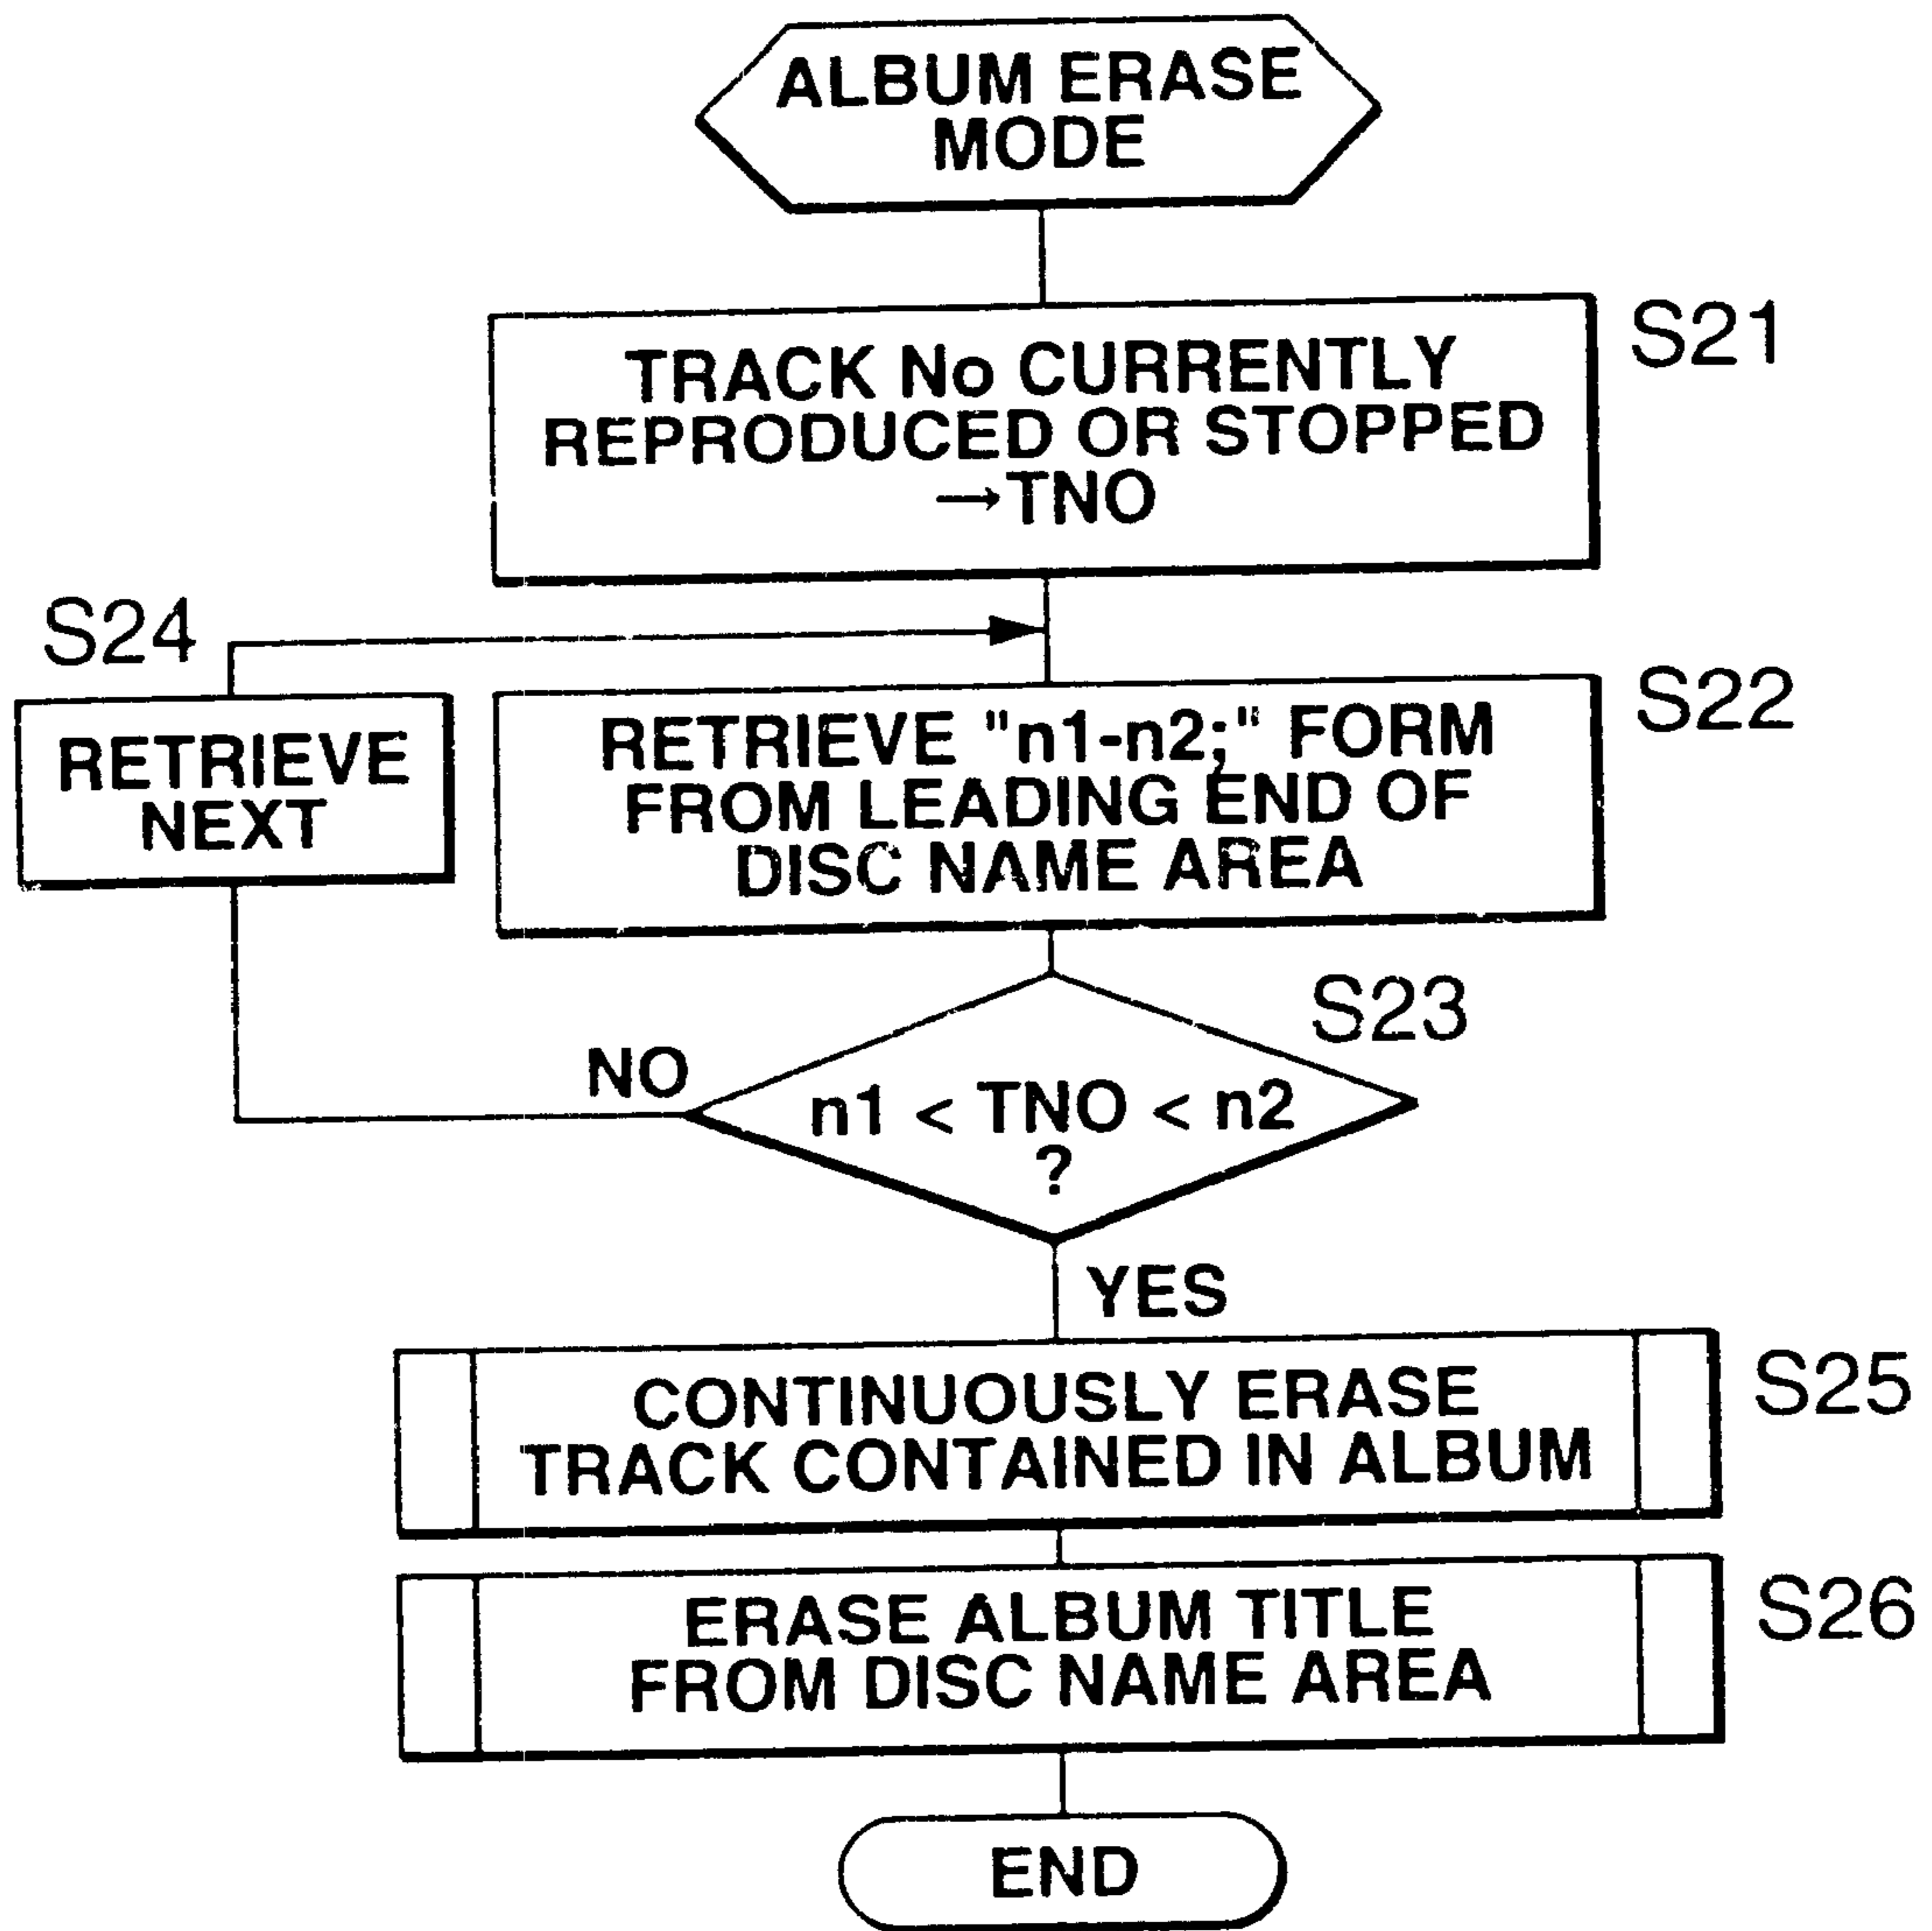 ALBUM ERASE
MODE
S21
TRACK No CURRENTLY
REPRODUCED OR STOPPED
→TNO
S24
RETRIEVE
NEXT
S22
RETRIEVE "n1-n2;" FORM
FROM LEADING END OF
DISC NAME AREA
S23
NO
n1 < TNO < n2
?
YES
S25
CONTINUOUSLY ERASE
TRACK CONTAINED IN ALBUM
S26
ERASE ALBUM TITLE
FROM DISC NAME AREA
END